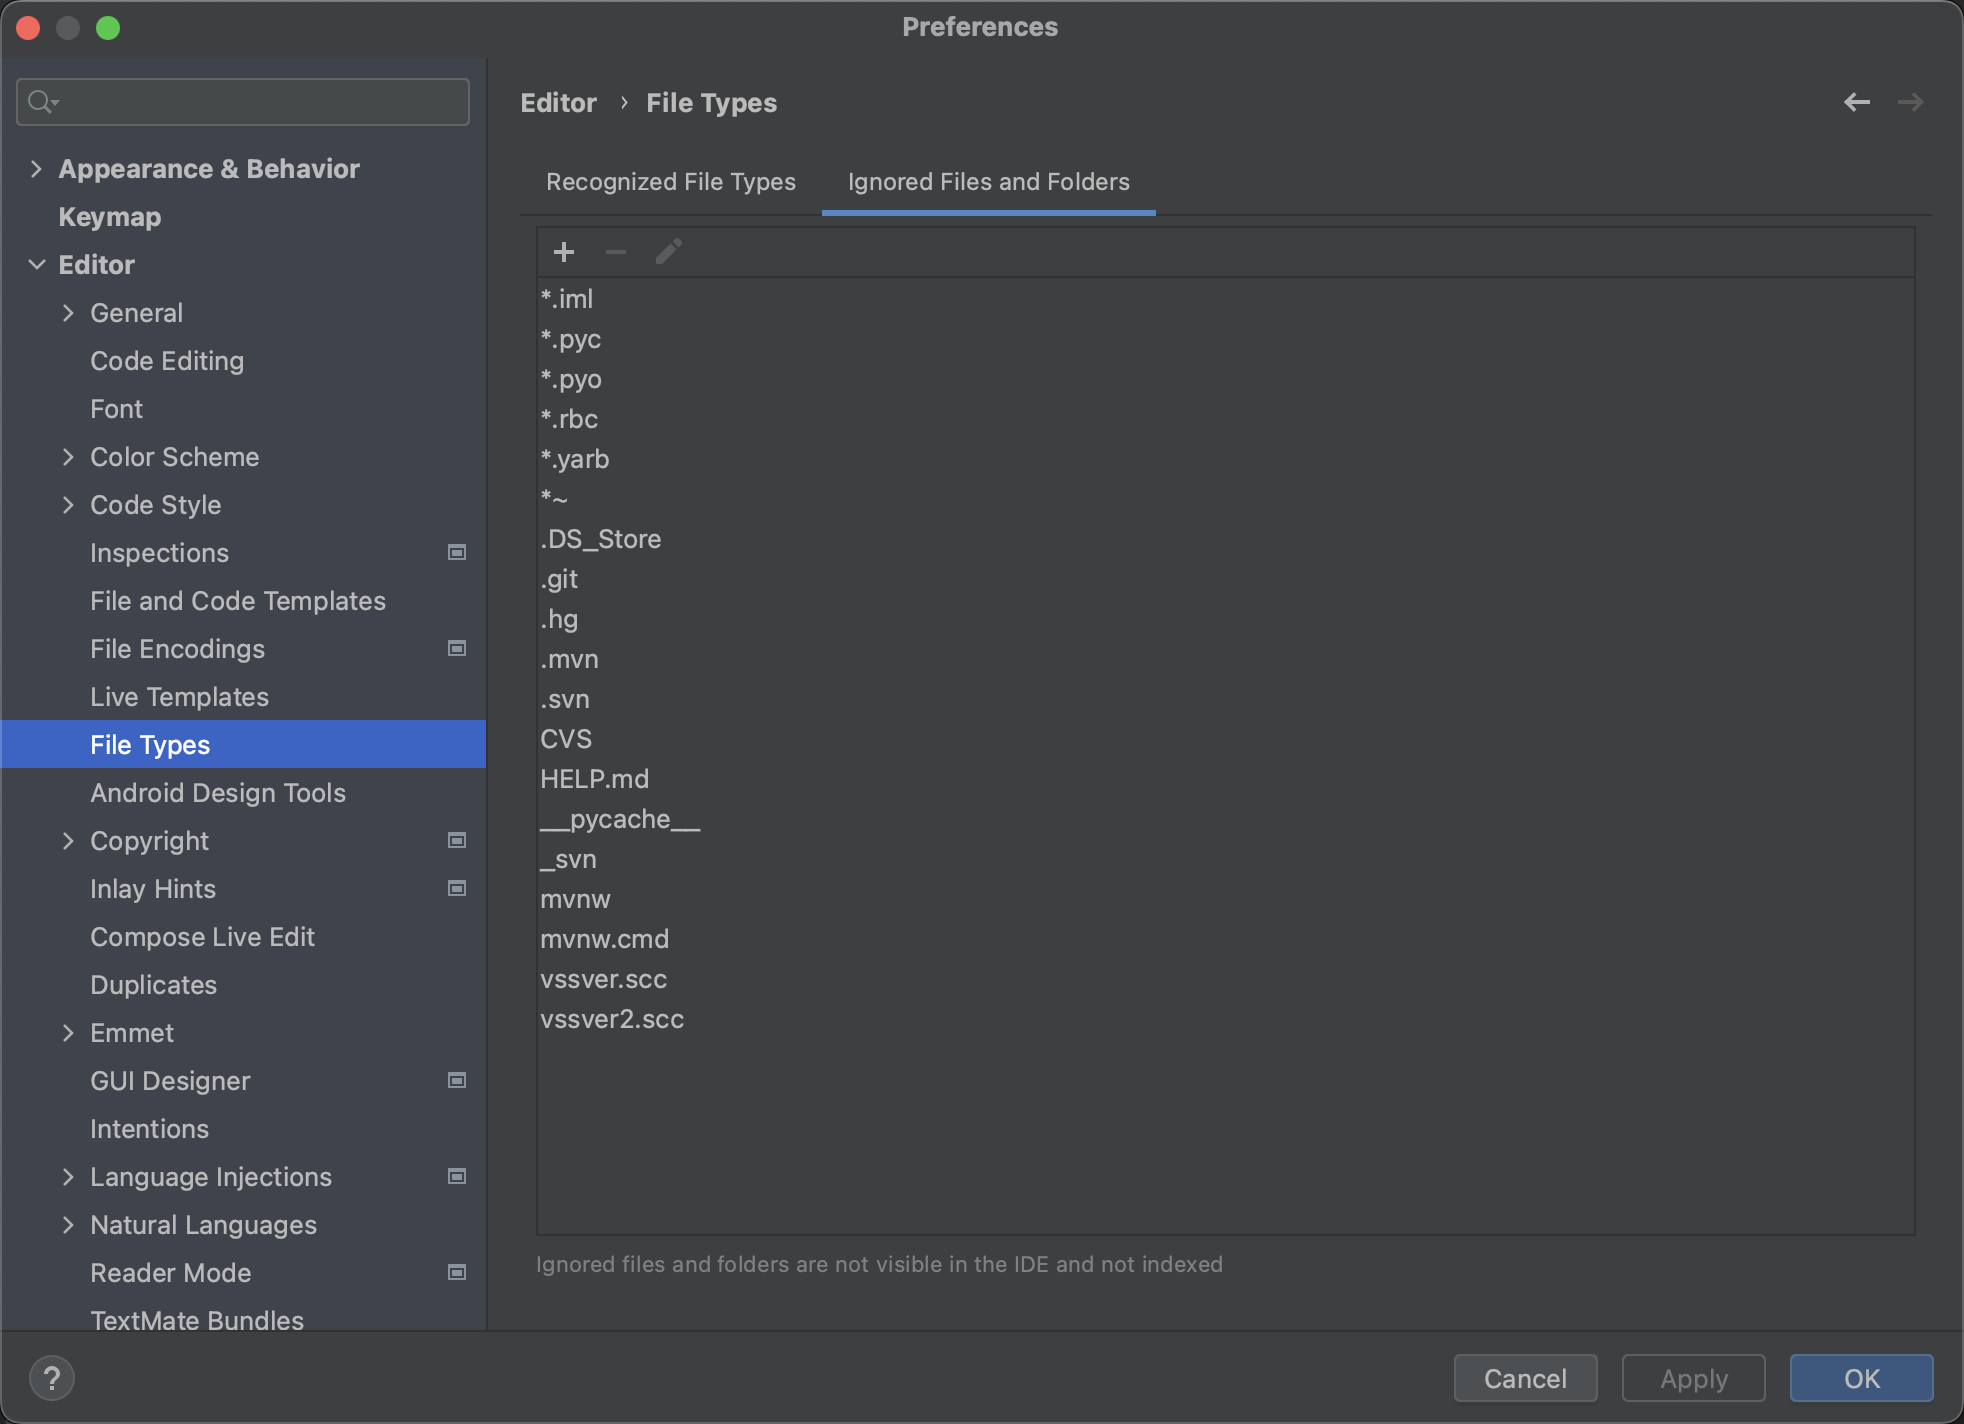 Preferences
Appearance & Behavior
Keymap
Editor
General
Code Editing
Font
Color Scheme
Code Style
Inspections
File and Code Templates
File Encodings
Live Templates
File Types
Android Design Tools
Copyright
Inlay Hints
Compose Live Edit
Duplicates
Emmet
GUI Designer
Intentions
Language Injections
Natural Languages
Reader Mode
TextMate Bundles
Editor › File Types
Recognized File Types Ignored Files and Folders
*.iml
*.pyc
*.pyo
*.rbc
*.yarb
*~
.DS_Store
.git
.hg
.mvn
.svn
CVS
HELP.md
__pycache__
_svn
mvnw
mvnw.cmd
vssver.scc
vssver2.scc
Ignored files and folders are not visible in the IDE and not indexed
? Cancel Apply OK